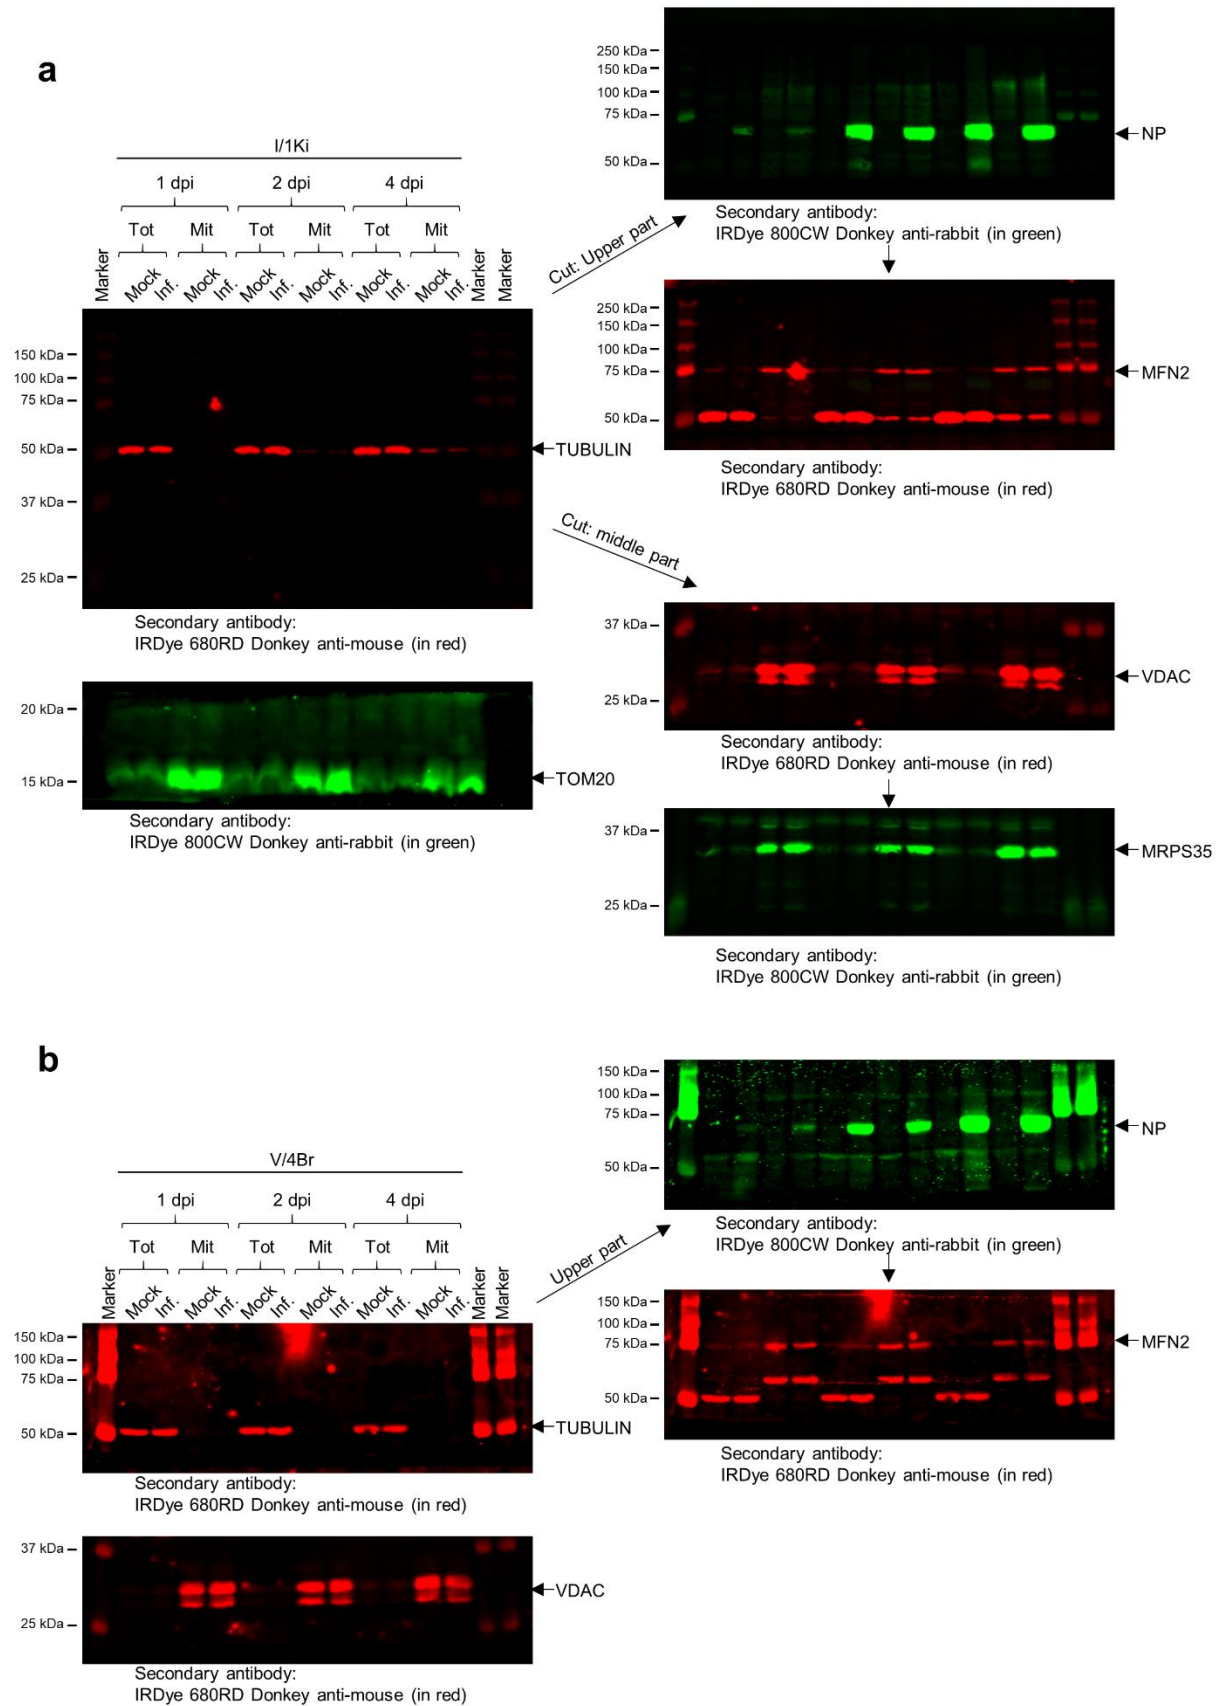 a
I/1Ki
1 dpi 2 dpi 4 dpi
Tot Mit Tot Mit Tot Mit
Marker Mock Inf. Mock Inf. Mock Inf. Mock Inf. Mock Inf. Mock Inf. Marker Marker
150 kDa
100 kDa
75 kDa
50 kDa
37 kDa
25 kDa
TUBULIN
Secondary antibody:
IRDye 680RD Donkey anti-mouse (in red)
20 kDa
15 kDa
TOM20
Secondary antibody:
IRDye 800CW Donkey anti-rabbit (in green)
Cut: Upper part
250 kDa
150 kDa
100 kDa
75 kDa
50 kDa
NP
Secondary antibody:
IRDye 800CW Donkey anti-rabbit (in green)
250 kDa
150 kDa
100 kDa
75 kDa
50 kDa
MFN2
Secondary antibody:
IRDye 680RD Donkey anti-mouse (in red)
Cut: middle part
37 kDa
25 kDa
VDAC
Secondary antibody:
IRDye 680RD Donkey anti-mouse (in red)
37 kDa
25 kDa
MRPS35
Secondary antibody:
IRDye 800CW Donkey anti-rabbit (in green)
b
V/4Br
1 dpi 2 dpi 4 dpi
Tot Mit Tot Mit Tot Mit
Marker Mock Inf. Mock Inf. Mock Inf. Mock Inf. Mock Inf. Mock Inf. Marker Marker
150 kDa
100 kDa
75 kDa
50 kDa
TUBULIN
Secondary antibody:
IRDye 680RD Donkey anti-mouse (in red)
37 kDa
25 kDa
VDAC
Secondary antibody:
IRDye 680RD Donkey anti-mouse (in red)
Upper part
150 kDa
100 kDa
75 kDa
50 kDa
NP
Secondary antibody:
IRDye 800CW Donkey anti-rabbit (in green)
150 kDa
100 kDa
75 kDa
50 kDa
MFN2
Secondary antibody:
IRDye 680RD Donkey anti-mouse (in red)